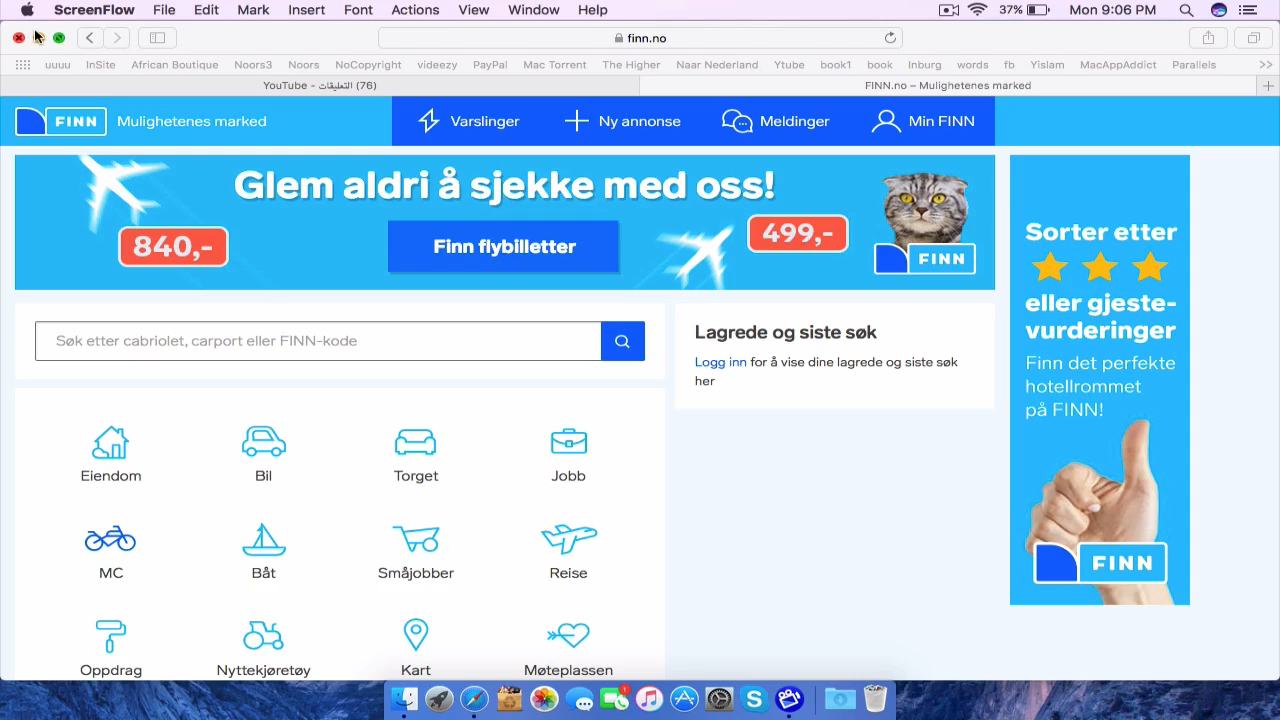 ScreenFlow File Edit Mark Insert Font Actions View Window Help 37% Mon 9:06 PM
finn.no
uuuu InSite African Boutique Noors3 Noors NoCopyright videezy PayPal Mac Torrent The Higher Naar Nederland Ytube book1 book Inburg words fb Yislam MacAppAddict Parallels >>
YouTube - التعليقات (76)
FINN.no – Mulighetenes marked
FINN Mulighetenes marked Varslinger Ny annonse Meldinger Min FINN
Glem aldri å sjekke med oss!
840,-
Finn flybilletter
499,-
FINN
Sorter etter
eller gjeste-
vurderinger
Finn det perfekte
hotellrommet
på FINN!
FINN
Søk etter cabriolet, carport eller FINN-kode
Lagrede og siste søk
Logg inn for å vise dine lagrede og siste søk
her
Eiendom Bil Torget Jobb
MC Båt Småjobber Reise
Oppdrag Nyttekjøretøy Kart Møteplassen